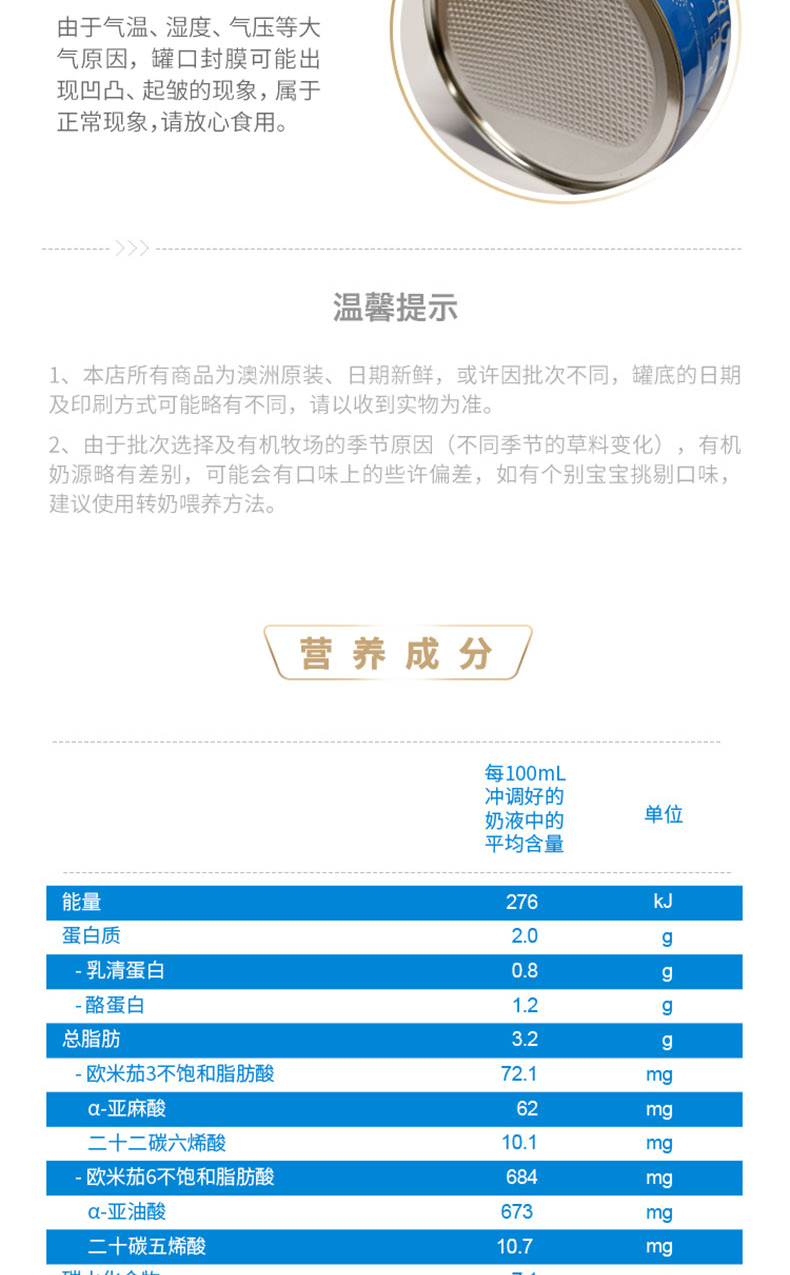 由于气温、湿度、气压等大
气原因，罐口封膜可能出
现凹凸、起皱的现象，属于
正常现象，请放心食用。
温馨提示
1、本店所有商品为澳洲原装、日期新鲜，或许因批次不同，罐底的日期
及印刷方式可能略有不同，请以收到实物为准。
2、由于批次选择及有机牧场的季节原因（不同季节的草料变化），有机
奶源略有差别，可能会有口味上的些许偏差，如有个别宝宝挑剔口味，
建议使用转奶喂养方法。
营养成分
每100mL
冲调好的
奶液中的
平均含量
单位
能量 276 kJ
蛋白质 2.0 g
- 乳清蛋白 0.8 g
- 酪蛋白 1.2 g
总脂肪 3.2 g
- 欧米茄3不饱和脂肪酸 72.1 mg
α-亚麻酸 62 mg
二十二碳六烯酸 10.1 mg
- 欧米茄6不饱和脂肪酸 684 mg
α-亚油酸 673 mg
二十碳五烯酸 10.7 mg